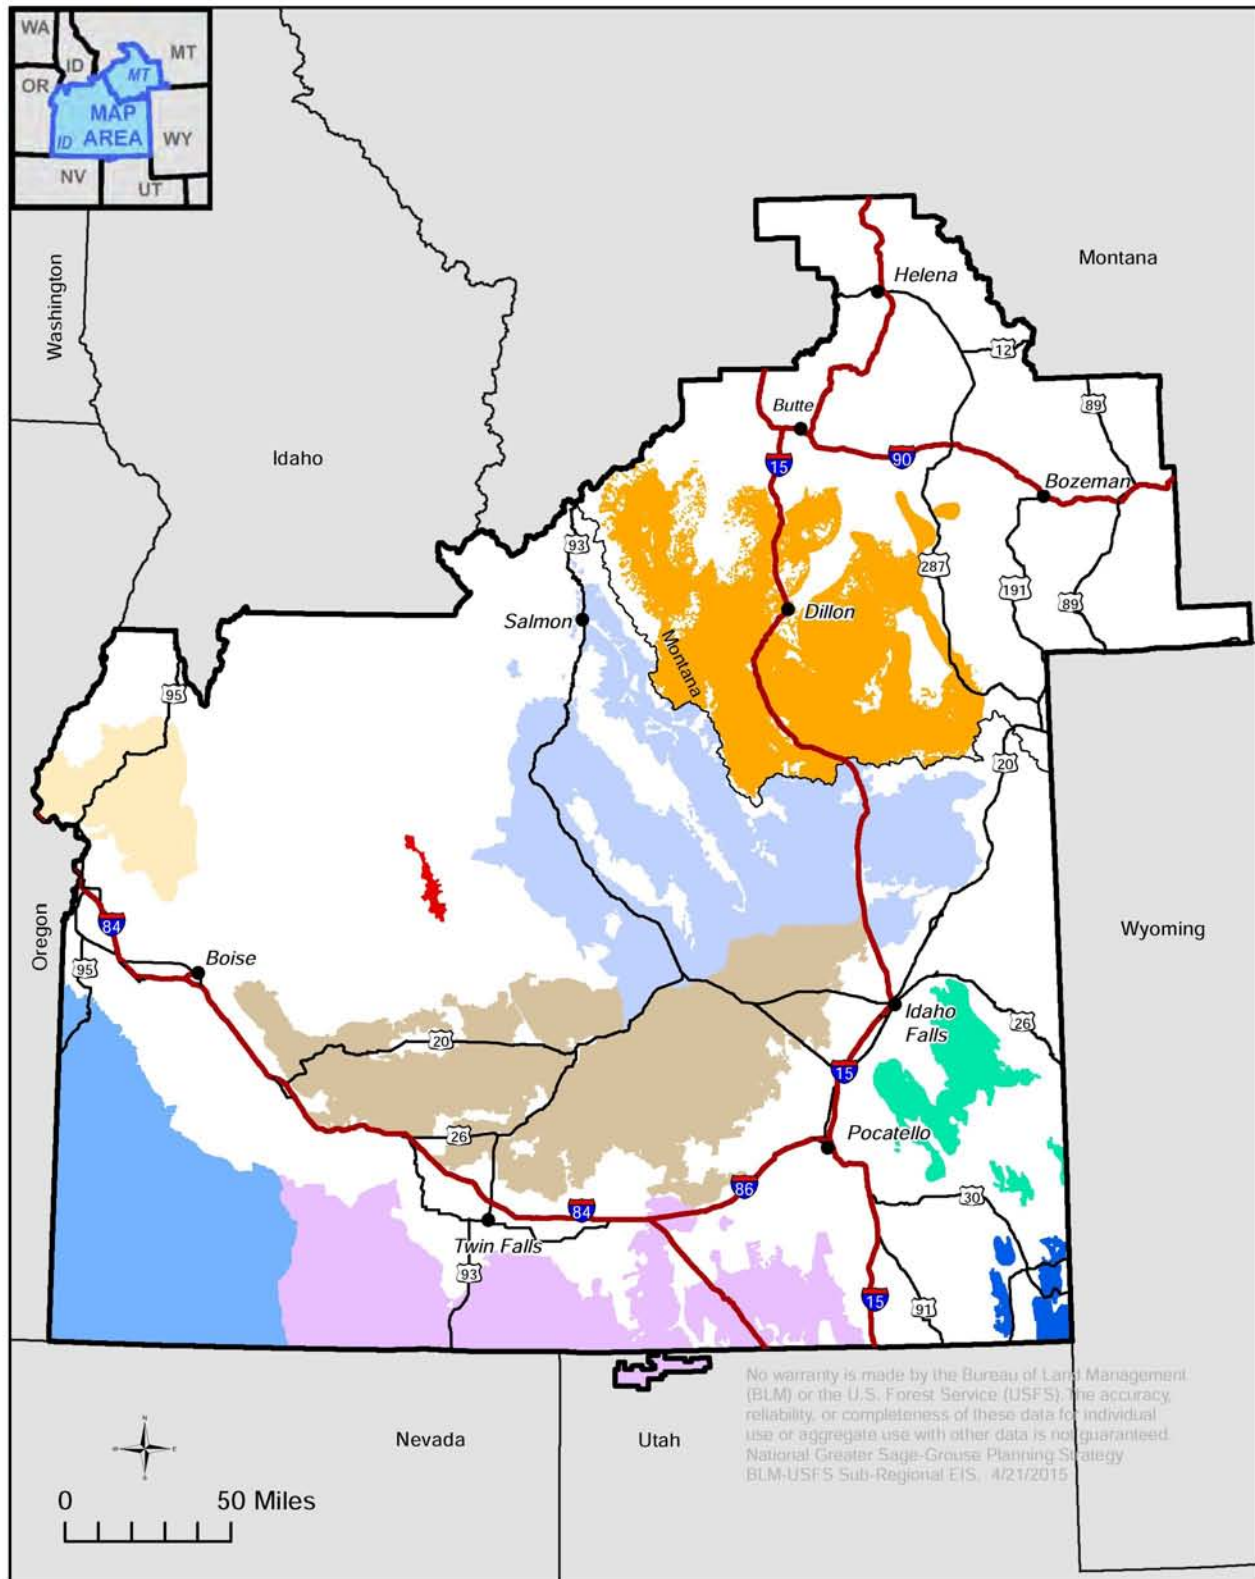 WA
MT
ID
MT
OR
MAP
AREA
ID
WY
NV
UT
Washington
Montana
Helena
12
Butte
89
Idaho
15
90
Bozeman
93
287
191
89
Salmon
Dillon
Montana
95
20
Oregon
84
Wyoming
Boise
95
Idaho
Falls
26
20
15
26
Pocatello
86
30
84
Twin Falls
93
15
91
No warranty is made by the Bureau of Land Management
(BLM) or the U.S. Forest Service (USFS). The accuracy,
reliability, or completeness of these data for individual
use or aggregate use with other data is not guaranteed.
National Greater Sage-Grouse Planning Strategy
BLM-USFS Sub-Regional EIS. 4/21/2015
Nevada
Utah
0 50 Miles